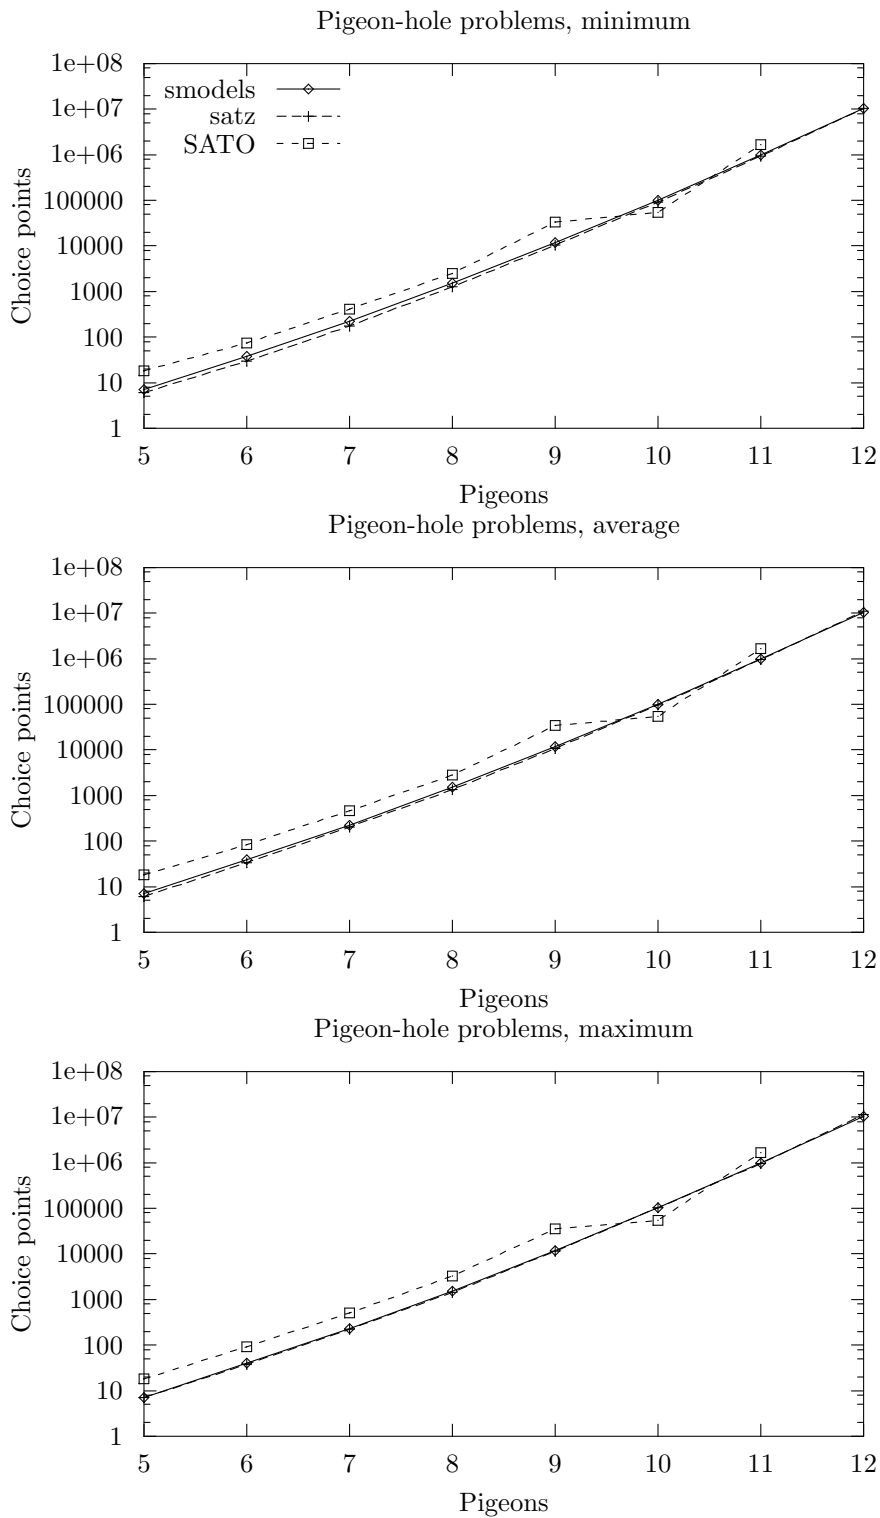 Pigeon-hole problems, minimum
1e+08
1e+07
1e+06
100000
10000
1000
100
10
1
smodels
satz
SATO
Choice points
5 6 7 8 9 10 11 12
Pigeons
Pigeon-hole problems, average
1e+08
1e+07
1e+06
100000
10000
1000
100
10
1
Choice points
5 6 7 8 9 10 11 12
Pigeons
Pigeon-hole problems, maximum
1e+08
1e+07
1e+06
100000
10000
1000
100
10
1
Choice points
5 6 7 8 9 10 11 12
Pigeons